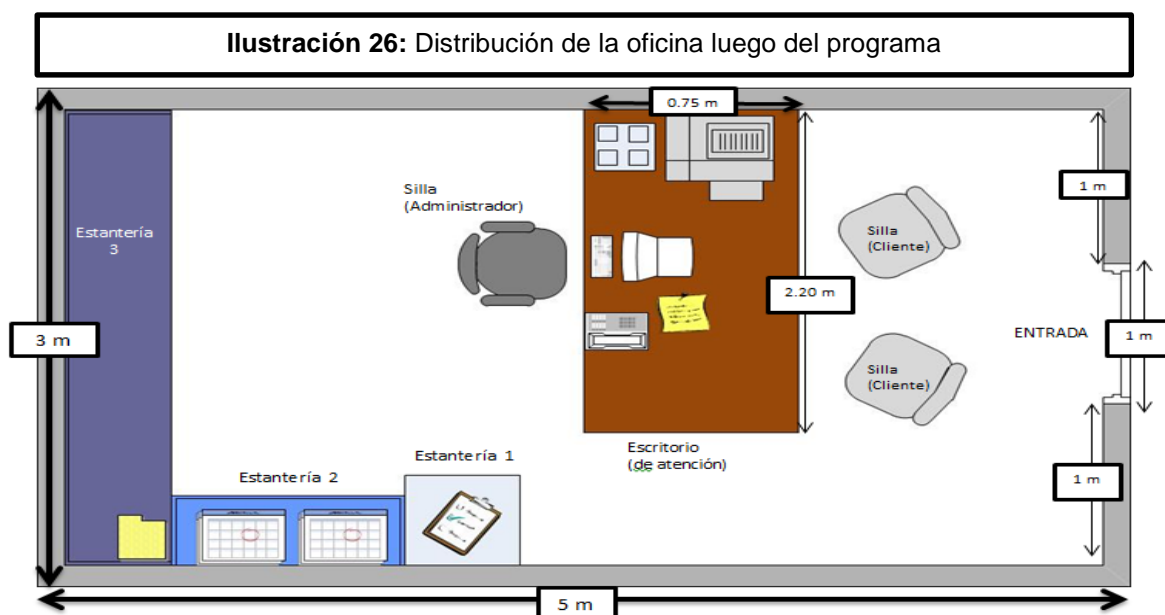 Ilustración 26: Distribución de la oficina luego del programa
0.75 m
Silla
(Administrador)
1 m
Estantería
3
Silla
(Cliente)
2.20 m
3 m
ENTRADA
1 m
Silla
(Cliente)
Escritorio
(de atención)
Estantería 1
Estantería 2
1 m
5 m